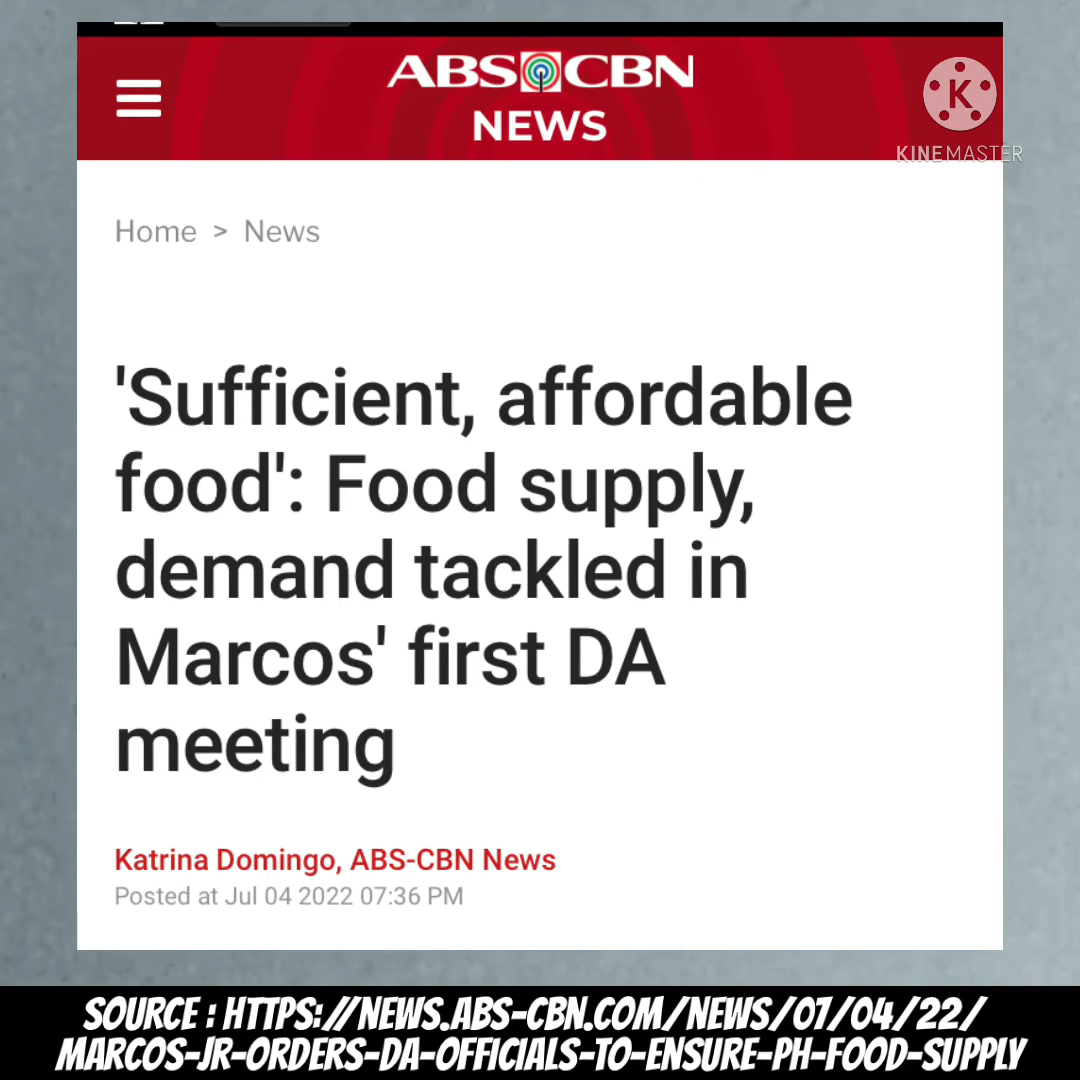 ABS CBN
NEWS
K
KINEMASTER
Home > News
'Sufficient, affordable
food': Food supply,
demand tackled in
Marcos' first DA
meeting
Katrina Domingo, ABS-CBN News
Posted at Jul 04 2022 07:36 PM
SOURCE : HTTPS://NEWS.ABS-CBN.COM/NEWS/07/04/22/
MARCOS-JR-ORDERS-DA-OFFICIALS-TO-ENSURE-PH-FOOD-SUPPLY